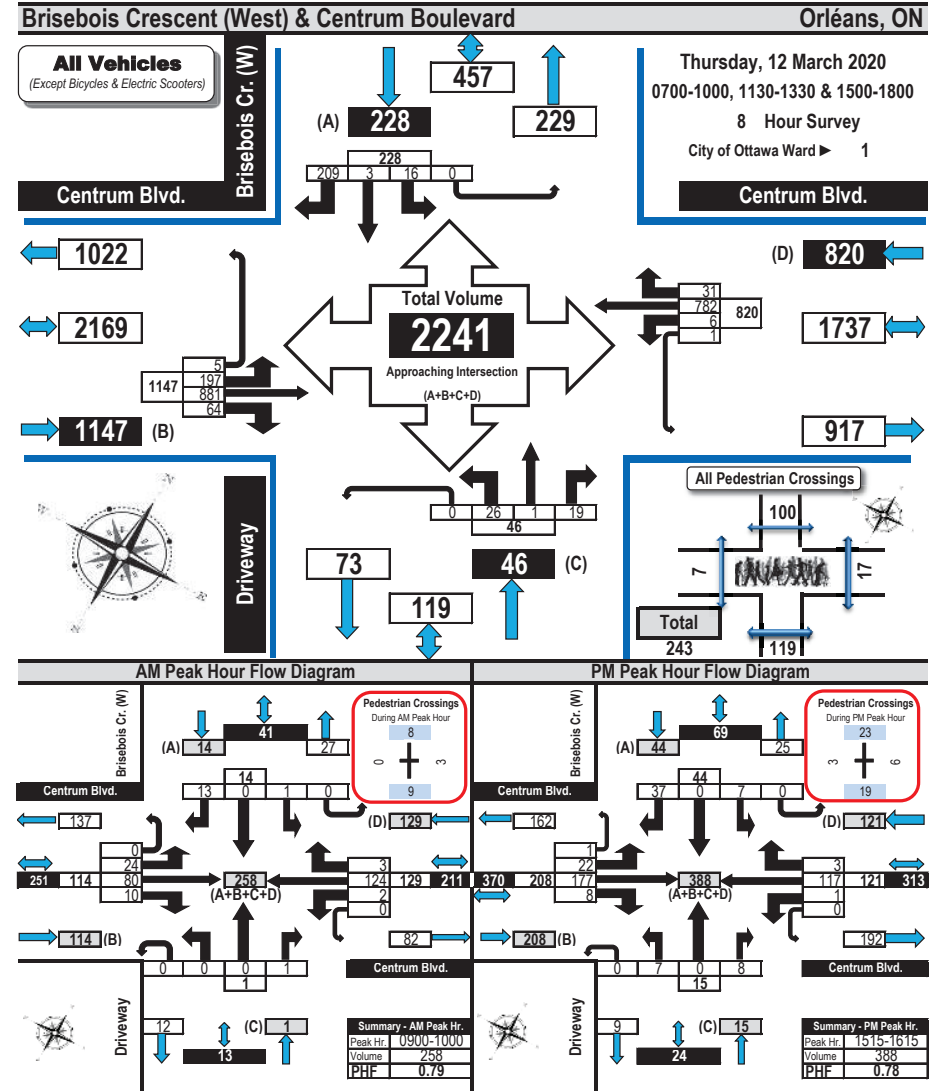 Brisebois Crescent (West) & Centrum Boulevard Orléans, ON
All Vehicles
(Except Bicycles & Electric Scooters)
Brisebois Cr. (W)
Centrum Blvd.
457
(A) 228 229
228
209 3 16 0
Thursday, 12 March 2020
0700-1000, 1130-1330 & 1500-1800
8 Hour Survey
City of Ottawa Ward ► 1
Centrum Blvd.
1022
2169
5
197
1147
881
64
1147 (B)
Total Volume
2241
Approaching Intersection
(A+B+C+D)
(D) 820
31
782
820
6
1
1737
917
0 26 1 19
46
73
46 (C)
119
Driveway
All Pedestrian Crossings
100
7
17
Total
243
119
AM Peak Hour Flow Diagram
Brisebois Cr. (W)
Centrum Blvd.
41
(A) 14 27
14
13 0 1 0
Pedestrian Crossings
During AM Peak Hour
8
0 3
9
137
(D) 129
0
24
251 114 80
10
258
(A+B+C+D)
3
124 129 211
2
0
114 (B)
82
0 0 0 1
1
Centrum Blvd.
Driveway
12
(C) 1
13
Summary - AM Peak Hr.
Peak Hr. 0900-1000
Volume 258
PHF 0.79
PM Peak Hour Flow Diagram
Brisebois Cr. (W)
Centrum Blvd.
69
(A) 44 25
44
37 0 7 0
Pedestrian Crossings
During PM Peak Hour
23
3 6
19
162
(D) 121
1
22
370 208 177
8
388
(A+B+C+D)
3
117 121 313
1
0
208 (B)
192
0 7 0 8
15
Centrum Blvd.
Driveway
9
(C) 15
24
Summary - PM Peak Hr.
Peak Hr. 1515-1615
Volume 388
PHF 0.78